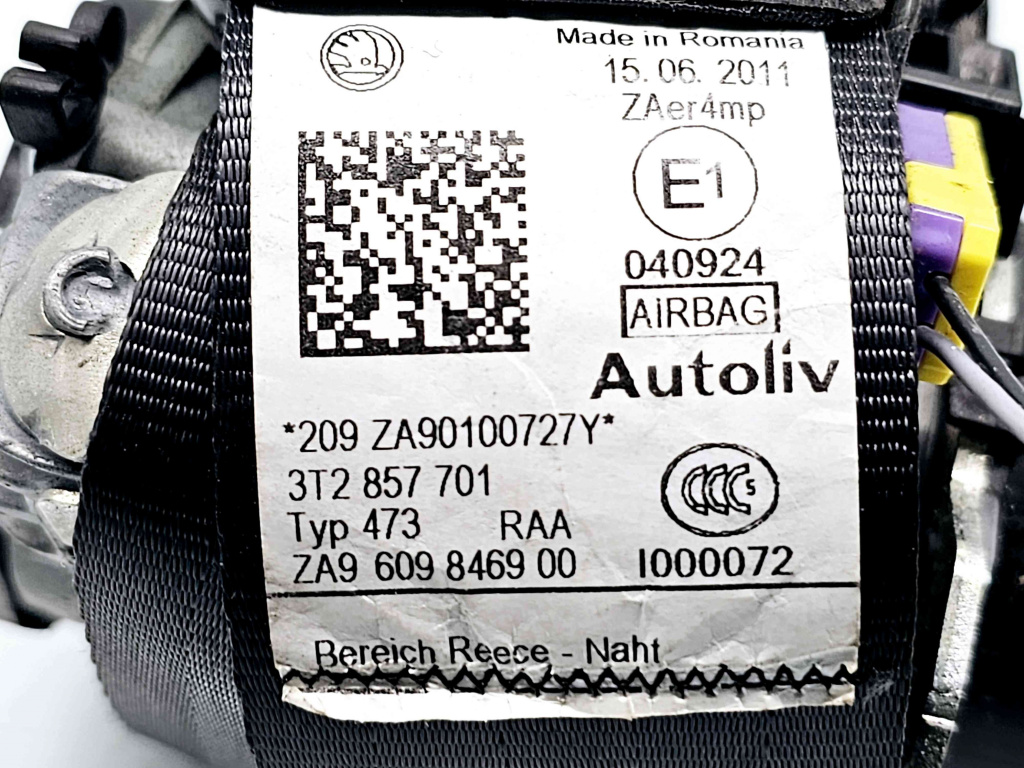 Made in Romania
15. 06. 2011
ZAer4mp
E1
040924
AiRBAG
Autoliv
*209 ZA90100727Y*
3T2 857 701
CCC S
Typ 473 RAA
ZA9 609 8469 00 I000072
Bereich Reece - Naht